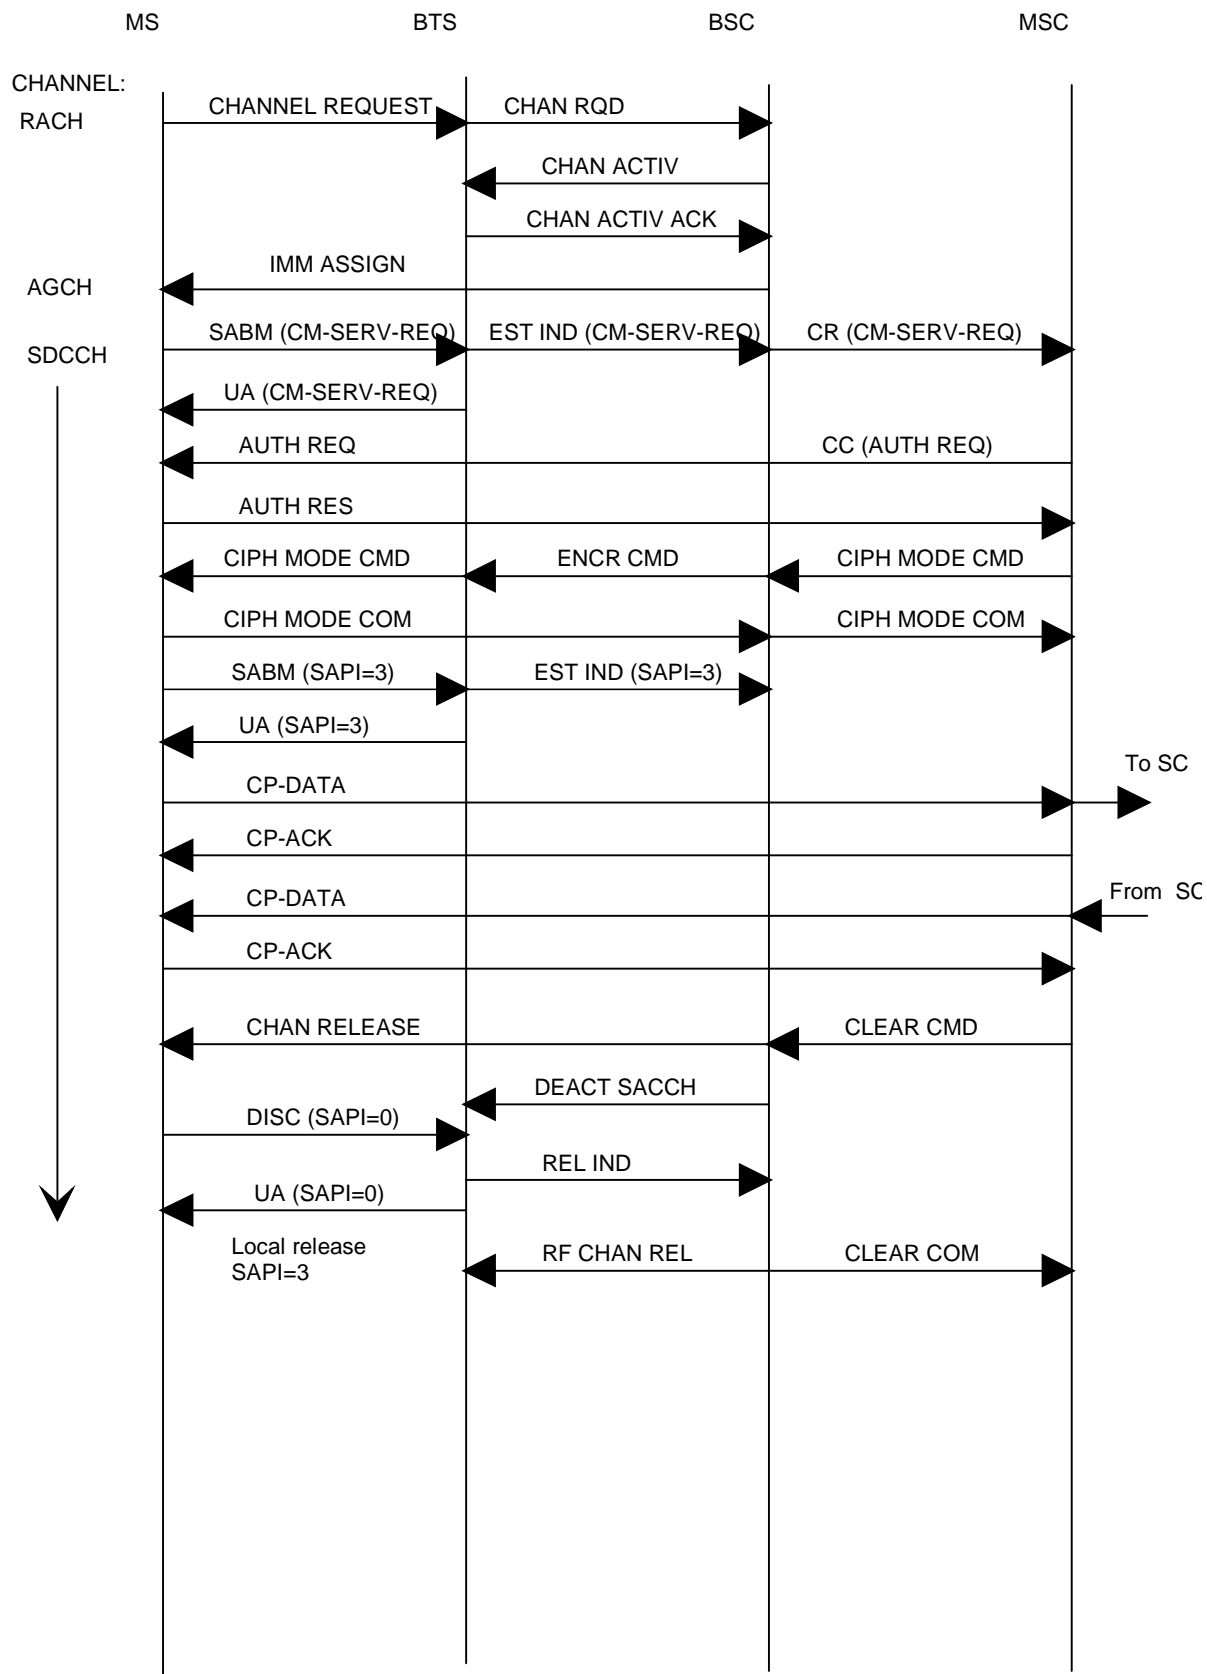 MS BTS BSC MSC
CHANNEL:
CHANNEL REQUEST CHAN RQD
RACH
CHAN ACTIV
CHAN ACTIV ACK
IMM ASSIGN
AGCH
SABM (CM-SERV-REQ) EST IND (CM-SERV-REQ) CR (CM-SERV-REQ)
SDCCH
UA (CM-SERV-REQ)
AUTH REQ CC (AUTH REQ)
AUTH RES
CIPH MODE CMD ENCR CMD CIPH MODE CMD
CIPH MODE COM CIPH MODE COM
SABM (SAPI=3) EST IND (SAPI=3)
UA (SAPI=3)
To SC
CP-DATA
CP-ACK
From SC
CP-DATA
CP-ACK
CHAN RELEASE CLEAR CMD
DEACT SACCH
DISC (SAPI=0)
REL IND
UA (SAPI=0)
Local release
SAPI=3
RF CHAN REL CLEAR COM